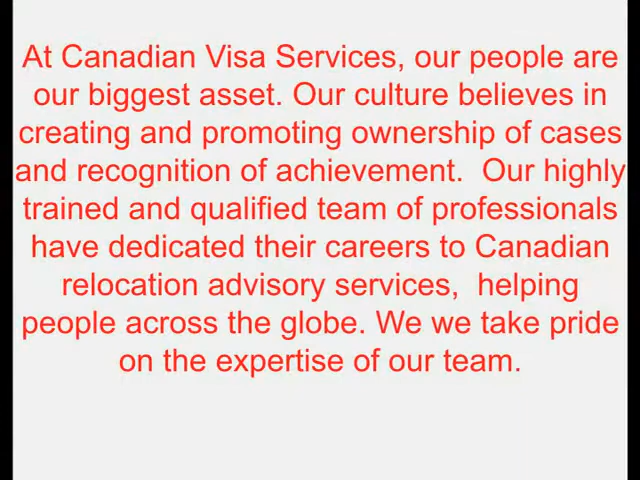 At Canadian Visa Services, our people are
our biggest asset. Our culture believes in
creating and promoting ownership of cases
and recognition of achievement.  Our highly
trained and qualified team of professionals
have dedicated their careers to Canadian
relocation advisory services,  helping
people across the globe. We we take pride
on the expertise of our team.